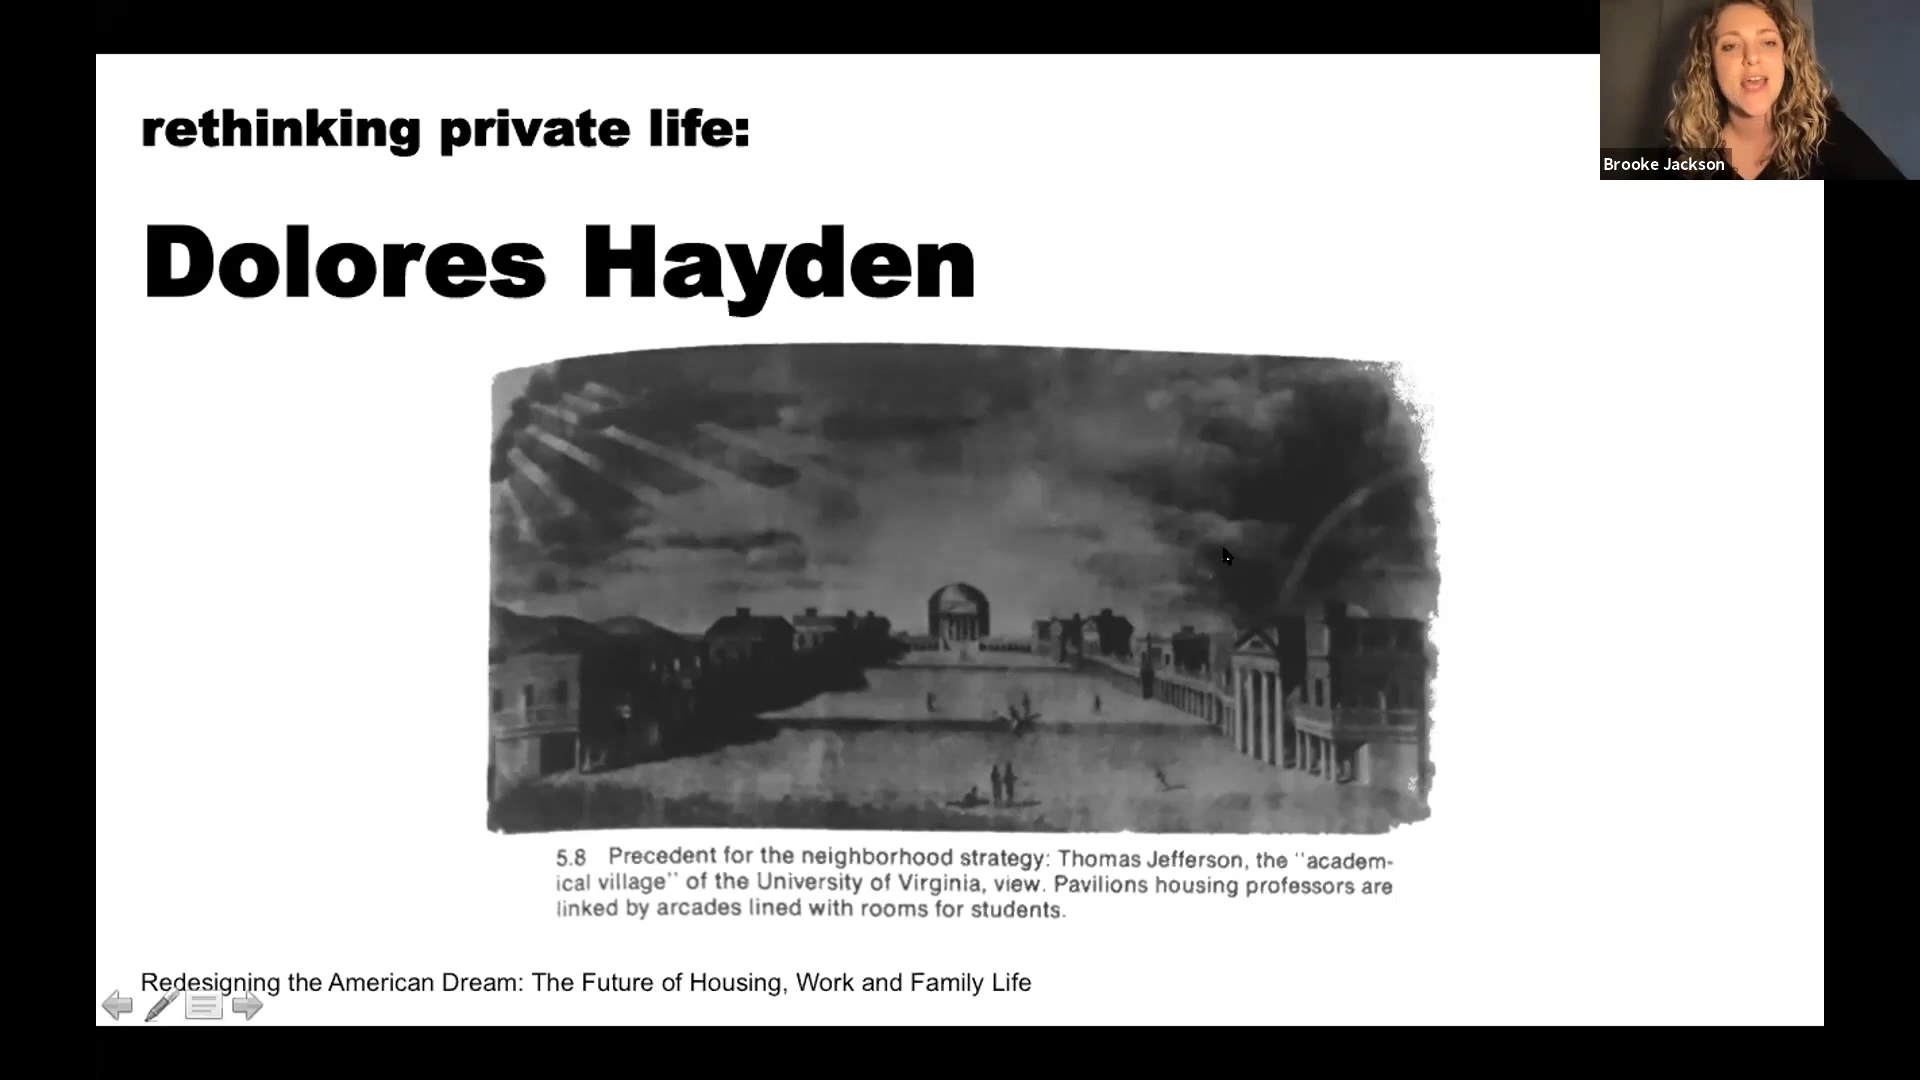 rethinking private life:
Brooke Jackson
Dolores Hayden
5.8 Precedent for the neighborhood strategy: Thomas Jefferson, the "academ-
ical village" of the University of Virginia, view. Pavilions housing professors are
linked by arcades lined with rooms for students.
Redesigning the American Dream: The Future of Housing, Work and Family Life